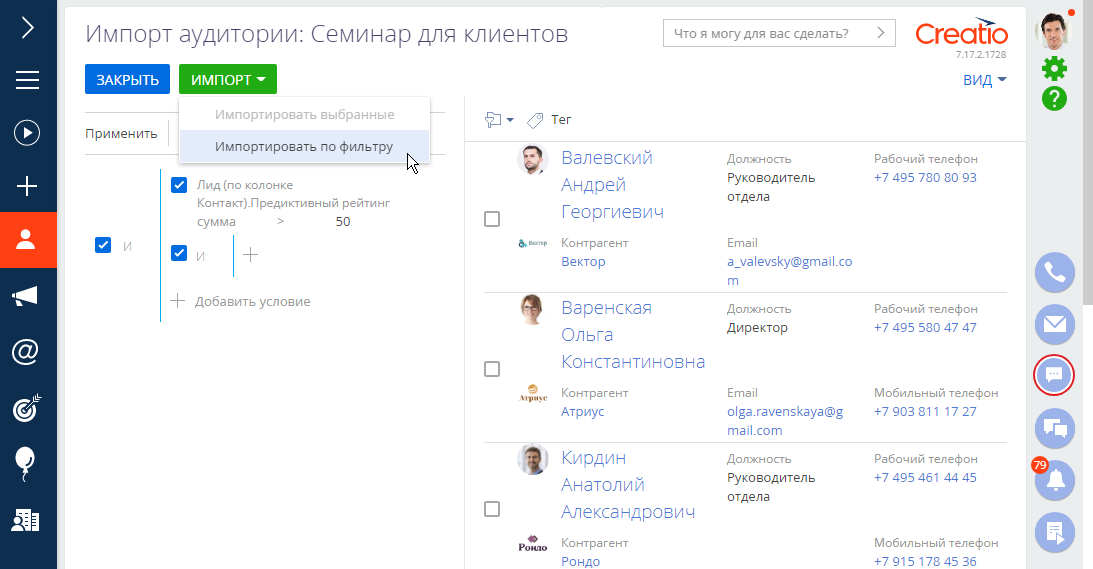 Импорт аудитории: Семинар для клиентов
Что я могу для вас сделать?
Creatio
7.17.2.1728
ЗАКРЫТЬ
ИМПОРТ
ВИД
Импортировать выбранные
Импортировать по фильтру
Применить
Тег
Лид (по колонке
Контакт).Предиктивный рейтинг
сумма > 50
И
И
Добавить условие
Валевский
Андрей
Георгиевич
Должность
Руководитель
отдела
Рабочий телефон
+7 495 780 80 93
Вектор
Контрагент
Вектор
Email
a_valevsky@gmail.co
m
Варенская
Ольга
Константиновна
Должность
Директор
Рабочий телефон
+7 495 580 47 47
Атриус
Контрагент
Атриус
Email
olga.ravenskaya@g
mail.com
Мобильный телефон
+7 903 811 17 27
Кирдин
Анатолий
Александрович
Должность
Руководитель
отдела
Рабочий телефон
+7 495 461 44 45
Рондо
Контрагент
Рондо
Мобильный телефон
+7 915 178 45 36
79